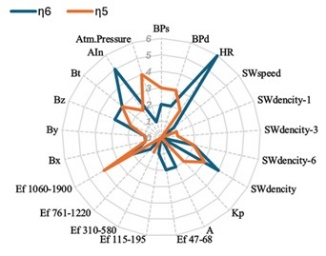 η6 η5
BPs
Atm.Pressure
BPd
AIn
HR
Bt
SWspeed
Bz
SWdencity-1
By
SWdencity-3
Bx
SWdencity-6
Ef 1060-1900
SWdencity
Ef 761-1220
Kp
Ef 310-580
A
Ef 115-195
Ef 47-68
6
5
4
3
2